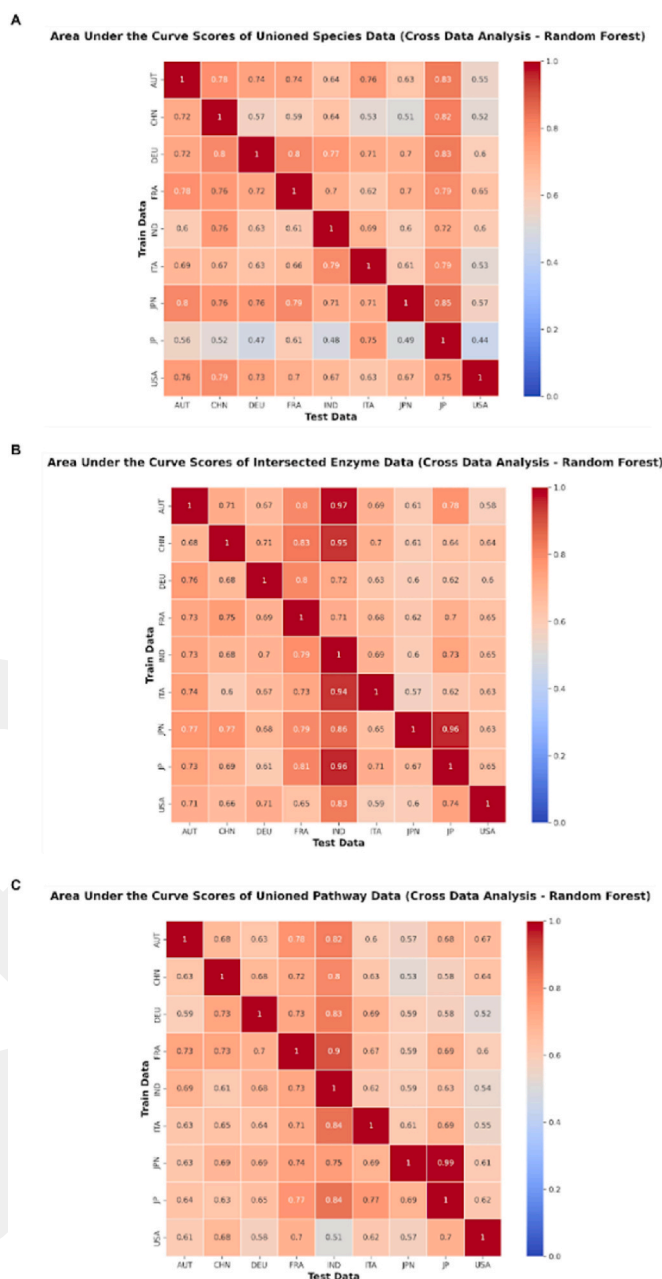 A
Area Under the Curve Scores of Unioned Species Data (Cross Data Analysis - Random Forest)
AUT 1 0.78 0.74 0.74 0.64 0.76 0.63 0.83 0.55
CHN 0.72 1 0.57 0.59 0.64 0.53 0.51 0.82 0.52
DEU 0.72 0.8 1 0.8 0.77 0.71 0.7 0.83 0.6
FRA 0.78 0.76 0.72 1 0.7 0.62 0.7 0.79 0.65
IND 0.6 0.76 0.63 0.61 1 0.69 0.6 0.72 0.6
ITA 0.69 0.67 0.63 0.66 0.79 1 0.61 0.79 0.53
JPN 0.8 0.76 0.76 0.79 0.71 0.71 1 0.85 0.57
JP 0.56 0.52 0.47 0.61 0.48 0.75 0.49 1 0.44
USA 0.76 0.79 0.73 0.7 0.67 0.63 0.67 0.75 1
AUT CHN DEU FRA IND ITA JPN JP USA
Train Data
Test Data
1.0
0.8
0.6
0.4
0.2
0.0
B
Area Under the Curve Scores of Intersected Enzyme Data (Cross Data Analysis - Random Forest)
AUT 1 0.71 0.67 0.8 0.97 0.69 0.61 0.78 0.58
CHN 0.68 1 0.71 0.83 0.95 0.7 0.61 0.64 0.64
DEU 0.76 0.68 1 0.8 0.72 0.63 0.6 0.62 0.6
FRA 0.73 0.75 0.69 1 0.71 0.68 0.62 0.7 0.65
IND 0.73 0.68 0.7 0.79 1 0.69 0.6 0.73 0.65
ITA 0.74 0.6 0.67 0.73 0.94 1 0.57 0.62 0.63
JPN 0.77 0.77 0.68 0.79 0.86 0.65 1 0.96 0.63
JP 0.73 0.69 0.61 0.81 0.96 0.71 0.67 1 0.65
USA 0.71 0.66 0.71 0.65 0.83 0.59 0.6 0.74 1
AUT CHN DEU FRA IND ITA JPN JP USA
Train Data
Test Data
1.0
0.8
0.6
0.4
0.2
0.0
C
Area Under the Curve Scores of Unioned Pathway Data (Cross Data Analysis - Random Forest)
AUT 1 0.68 0.63 0.78 0.82 0.6 0.57 0.68 0.67
CHN 0.63 1 0.68 0.72 0.8 0.63 0.53 0.58 0.64
DEU 0.59 0.73 1 0.73 0.83 0.69 0.59 0.58 0.52
FRA 0.73 0.73 0.7 1 0.9 0.67 0.59 0.69 0.6
IND 0.69 0.61 0.68 0.73 1 0.62 0.59 0.63 0.54
ITA 0.63 0.65 0.64 0.71 0.84 1 0.61 0.69 0.55
JPN 0.63 0.69 0.69 0.74 0.75 0.69 1 0.99 0.61
JP 0.64 0.63 0.65 0.77 0.84 0.77 0.69 1 0.62
USA 0.61 0.68 0.58 0.7 0.51 0.62 0.57 0.7 1
AUT CHN DEU FRA IND ITA JPN JP USA
Train Data
Test Data
1.0
0.8
0.6
0.4
0.2
0.0